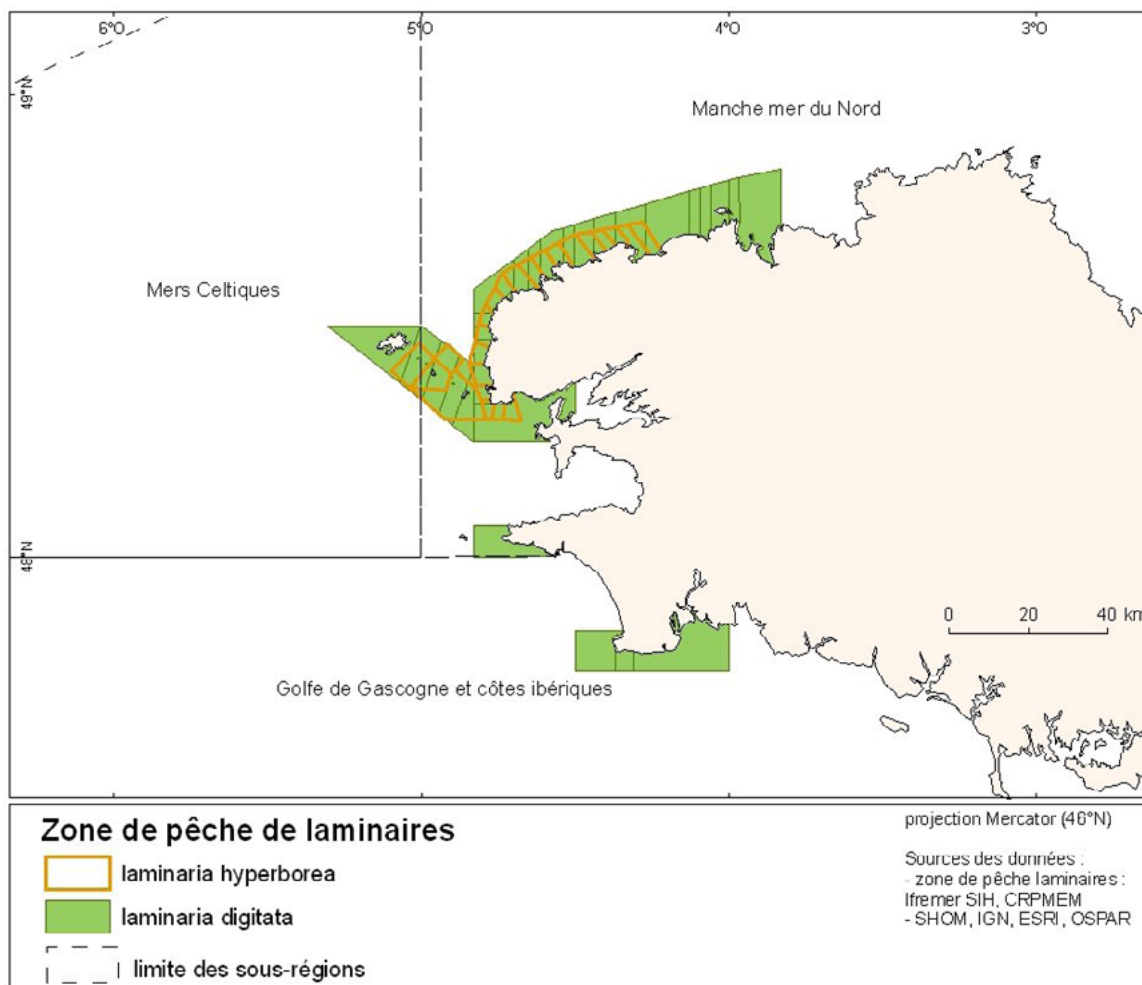 6°O 5°O 4°O 3°O
49°N
Manche mer du Nord
Mers Celtiques
48°N
0 20 40 km
Golfe de Gascogne et côtes ibériques
Zone de pêche de laminaires
laminaria hyperborea
laminaria digitata
limite des sous-régions
projection Mercator (46°N)
Sources des données :
- zone de pêche laminaires :
Ifremer SIH, CRPMEM
- SHOM, IGN, ESRI, OSPAR